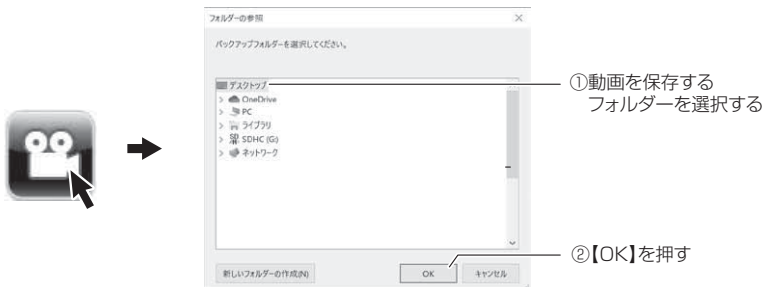 フォルダーの参照
バックアップフォルダーを選択してください。
デスクトップ
OneDrive
PC
ライブラリ
SDHC (G:)
ネットワーク
新しいフォルダーの作成(N)
OK
キャンセル
①動画を保存する
フォルダーを選択する
②【OK】を押す